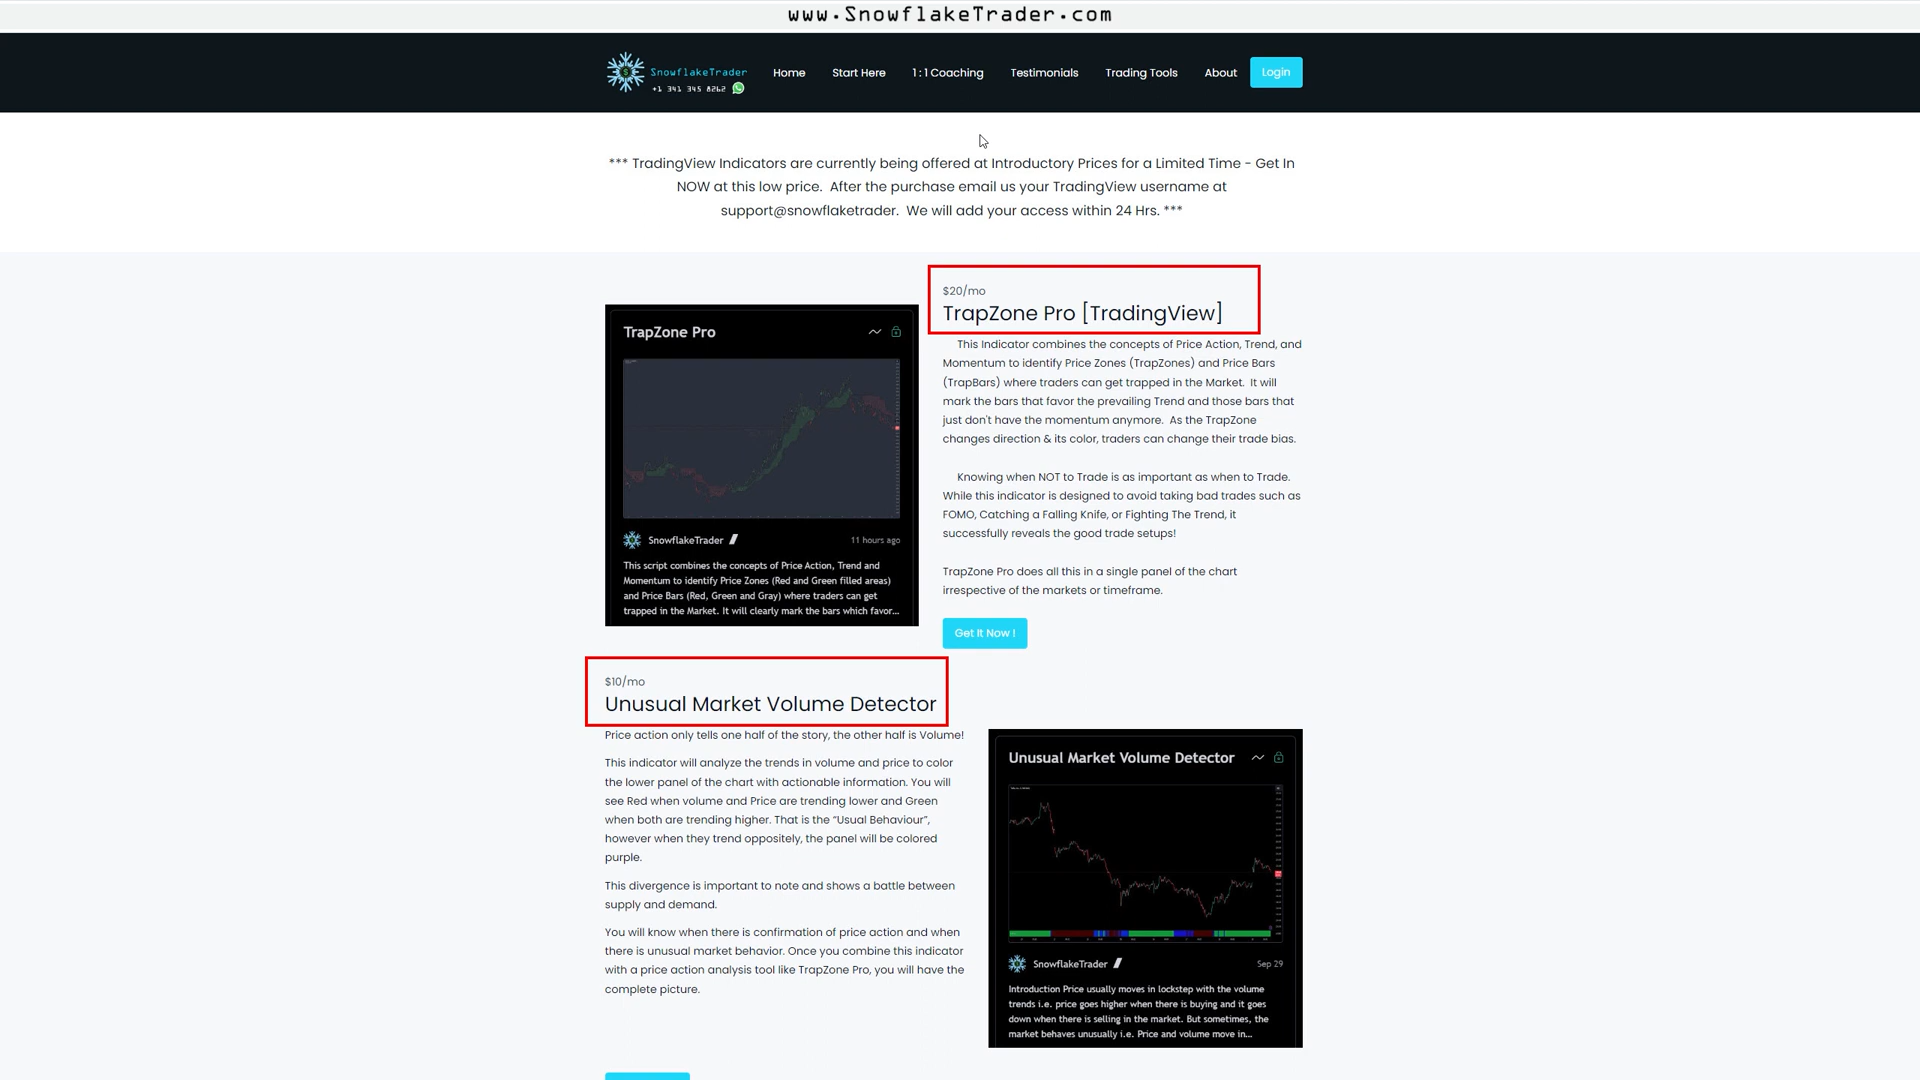 www.SnowflakeTrader.com
SnowflakeTrader
+1 341 345 8262
Home
Start Here
1 : 1 Coaching
Testimonials
Trading Tools
About
Login
*** TradingView Indicators are currently being offered at Introductory Prices for a Limited Time - Get In
NOW at this low price.  After the purchase email us your TradingView username at
support@snowflaketrader.  We will add your access within 24 Hrs. ***
$20/mo
TrapZone Pro [TradingView]
This Indicator combines the concepts of Price Action, Trend, and
Momentum to identify Price Zones (TrapZones) and Price Bars
(TrapBars) where traders can get trapped in the Market.  It will
mark the bars that favor the prevailing Trend and those bars that
just don't have the momentum anymore.  As the TrapZone
changes direction & its color, traders can change their trade bias.
Knowing when NOT to Trade is as important as when to Trade.
While this indicator is designed to avoid taking bad trades such as
FOMO, Catching a Falling Knife, or Fighting The Trend, it
successfully reveals the good trade setups!
TrapZone Pro does all this in a single panel of the chart
irrespective of the markets or timeframe.
Get It Now !
TrapZone Pro
SnowflakeTrader
11 hours ago
This script combines the concepts of Price Action, Trend and
Momentum to identify Price Zones (Red and Green filled areas)
and Price Bars (Red, Green and Gray) where traders can get
trapped in the Market. It will clearly mark the bars which favor...
$10/mo
Unusual Market Volume Detector
Price action only tells one half of the story, the other half is Volume!
This indicator will analyze the trends in volume and price to color
the lower panel of the chart with actionable information. You will
see Red when volume and Price are trending lower and Green
when both are trending higher. That is the “Usual Behaviour”,
however when they trend oppositely, the panel will be colored
purple.
This divergence is important to note and shows a battle between
supply and demand.
You will know when there is confirmation of price action and when
there is unusual market behavior. Once you combine this indicator
with a price action analysis tool like TrapZone Pro, you will have the
complete picture.
Unusual Market Volume Detector
SnowflakeTrader
Sep 29
Introduction Price usually moves in lockstep with the volume
trends i.e. price goes higher when there is buying and it goes
down when there is selling in the market. But sometimes, the
market behaves unusually i.e. Price and volume move in...